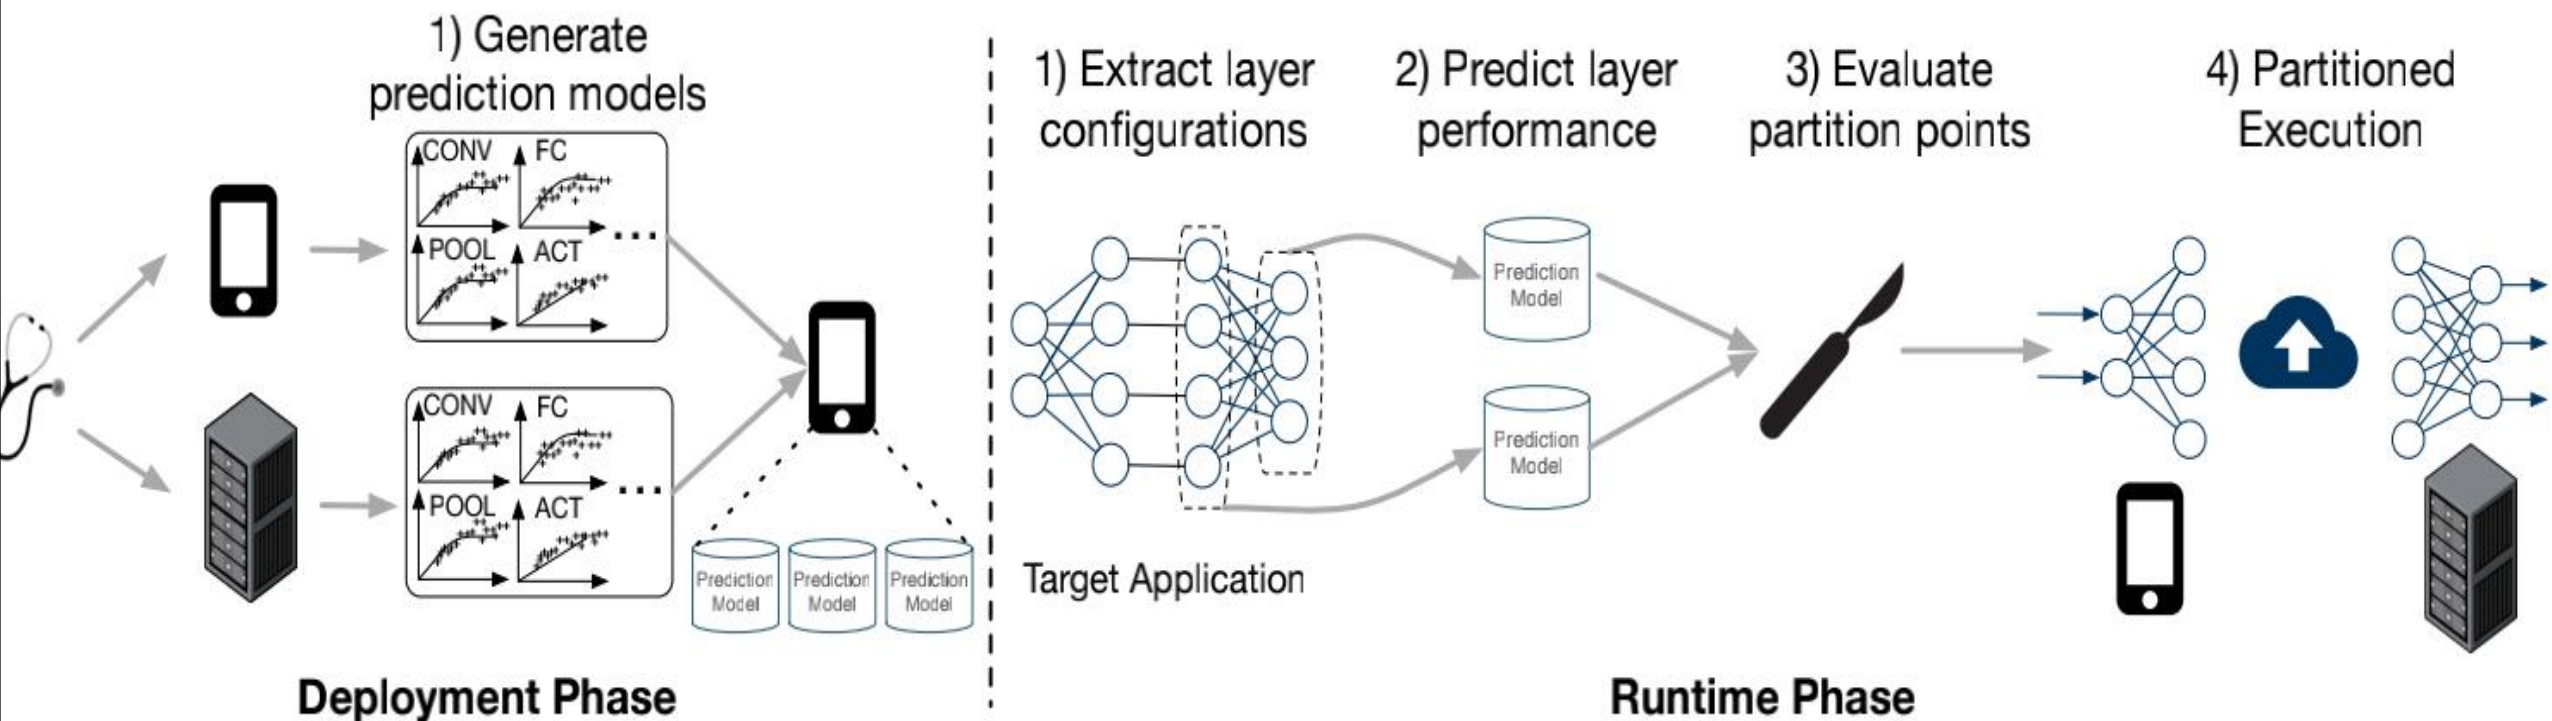 1) Generate
prediction models
CONV
FC
POOL
ACT
...
CONV
FC
POOL
ACT
...
Prediction
Model
Prediction
Model
Prediction
Model
Deployment Phase
1) Extract layer
configurations
2) Predict layer
performance
3) Evaluate
partition points
4) Partitioned
Execution
Prediction
Model
Prediction
Model
Target Application
Runtime Phase